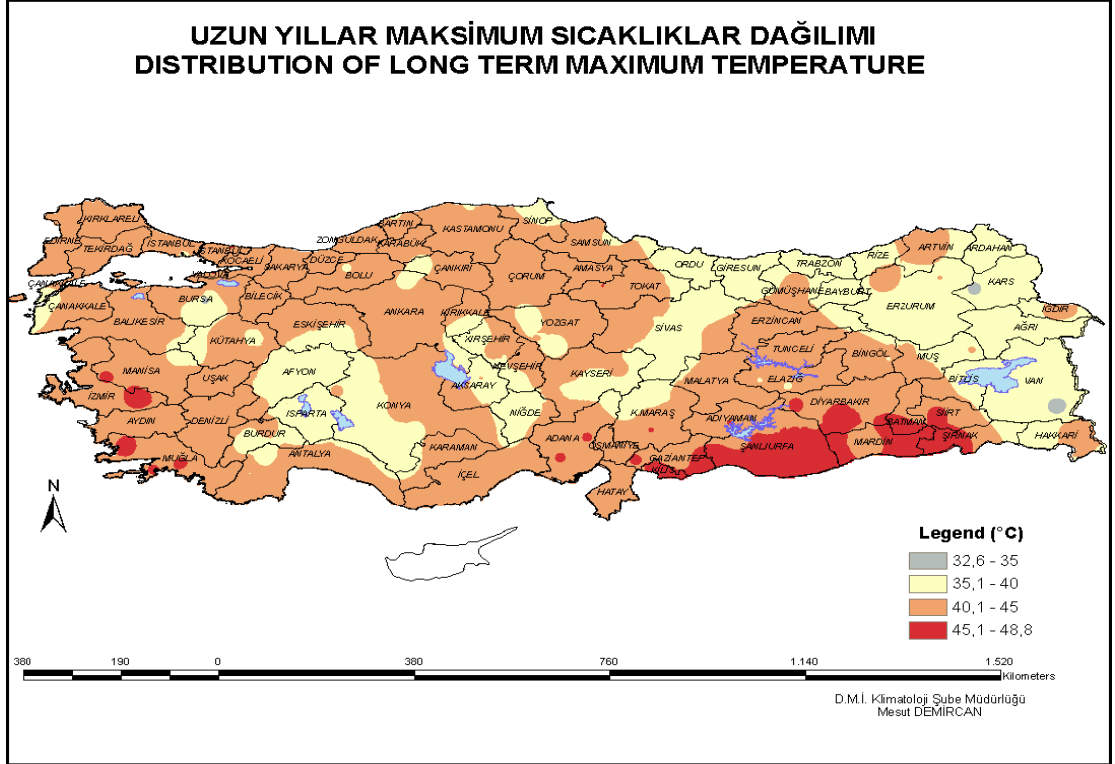 UZUN YILLAR MAKSİMUM SICAKLIKLAR DAĞILIMI
DISTRIBUTION OF LONG TERM MAXIMUM TEMPERATURE
KIRKLARELİ
EDİRNE
TEKİRDAĞ
İSTANBUL
İSTANBUL
KOCAELİ
YALOVA
SAKARYA
DÜZCE
ZONGULDAK
BARTIN
KARABÜK
KASTAMONU
SİNOP
SAMSUN
BOLU
ÇANKIRI
ÇORUM
AMASYA
TOKAT
ORDU
GİRESUN
TRABZON
RİZE
ARTVİN
ARDAHAN
KARS
GÜMÜŞHANE
BAYBURT
ERZURUM
IĞDIR
AĞRI
ÇANAKKALE
ÇANAKKALE
BALIKESİR
BURSA
BİLECİK
KÜTAHYA
ESKİŞEHİR
ANKARA
KIRIKKALE
KIRŞEHİR
YOZGAT
SİVAS
ERZİNCAN
TUNCELİ
BİNGÖL
MUŞ
BİTLİS
VAN
MANİSA
İZMİR
UŞAK
AFYON
AYDIN
DENİZLİ
ISPARTA
BURDUR
MUĞLA
ANTALYA
KONYA
AKSARAY
NEVŞEHİR
NİĞDE
KAYSERİ
K.MARAŞ
MALATYA
ELAZIĞ
ADIYAMAN
DİYARBAKIR
BATMAN
SİİRT
ŞIRNAK
HAKKARİ
MARDİN
ŞANLIURFA
GAZİANTEP
KİLİS
OSMANİYE
ADANA
HATAY
KARAMAN
İÇEL
N
Legend (°C)
32,6 - 35
35,1 - 40
40,1 - 45
45,1 - 48,8
380 190 0 380 760 1.140 1.520
Kilometers
D.M.İ. Klimatoloji Şube Müdürlüğü
Mesut DEMİRCAN